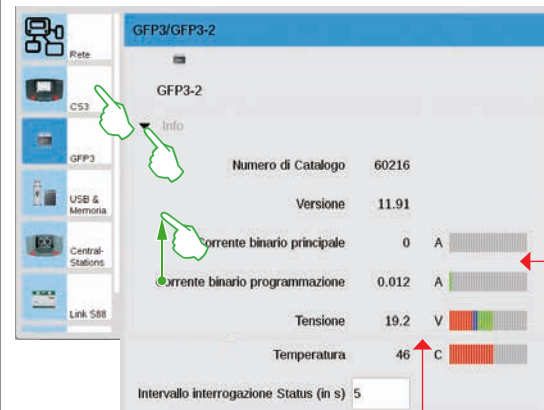 GFP3/GFP3-2
Rete
CS3
GFP3
USB &
Memoria
Central-
Stations
Link S88
GFP3-2
Info
Numero di Catalogo 60216
Versione 11.91
Corrente binario principale 0 A
Corrente binario programmazione 0.012 A
Tensione 19.2 V
Temperatura 46 C
Intervallo interrogazione Status (in s) 5